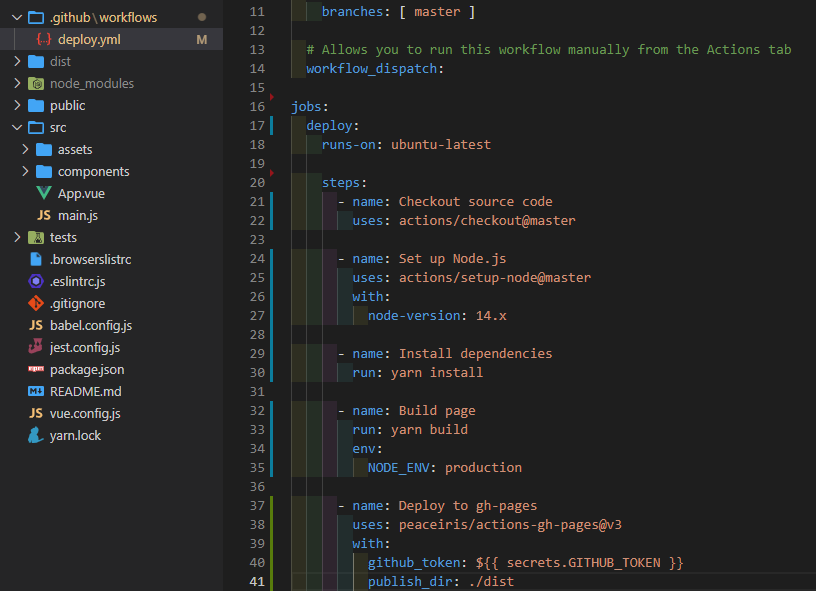 .github\workflows
deploy.yml M
dist
node_modules
public
src
assets
components
App.vue
JS main.js
tests
.browserslistrc
.eslintrc.js
.gitignore
JS babel.config.js
jest.config.js
npm package.json
M README.md
JS vue.config.js
yarn.lock
11 branches: [ master ]
12
13 # Allows you to run this workflow manually from the Actions tab
14 workflow_dispatch:
15
16 jobs:
17 deploy:
18 runs-on: ubuntu-latest
19
20 steps:
21 - name: Checkout source code
22 uses: actions/checkout@master
23
24 - name: Set up Node.js
25 uses: actions/setup-node@master
26 with:
27 node-version: 14.x
28
29 - name: Install dependencies
30 run: yarn install
31
32 - name: Build page
33 run: yarn build
34 env:
35 NODE_ENV: production
36
37 - name: Deploy to gh-pages
38 uses: peaceiris/actions-gh-pages@v3
39 with:
40 github_token: ${{ secrets.GITHUB_TOKEN }}
41 publish_dir: ./dist